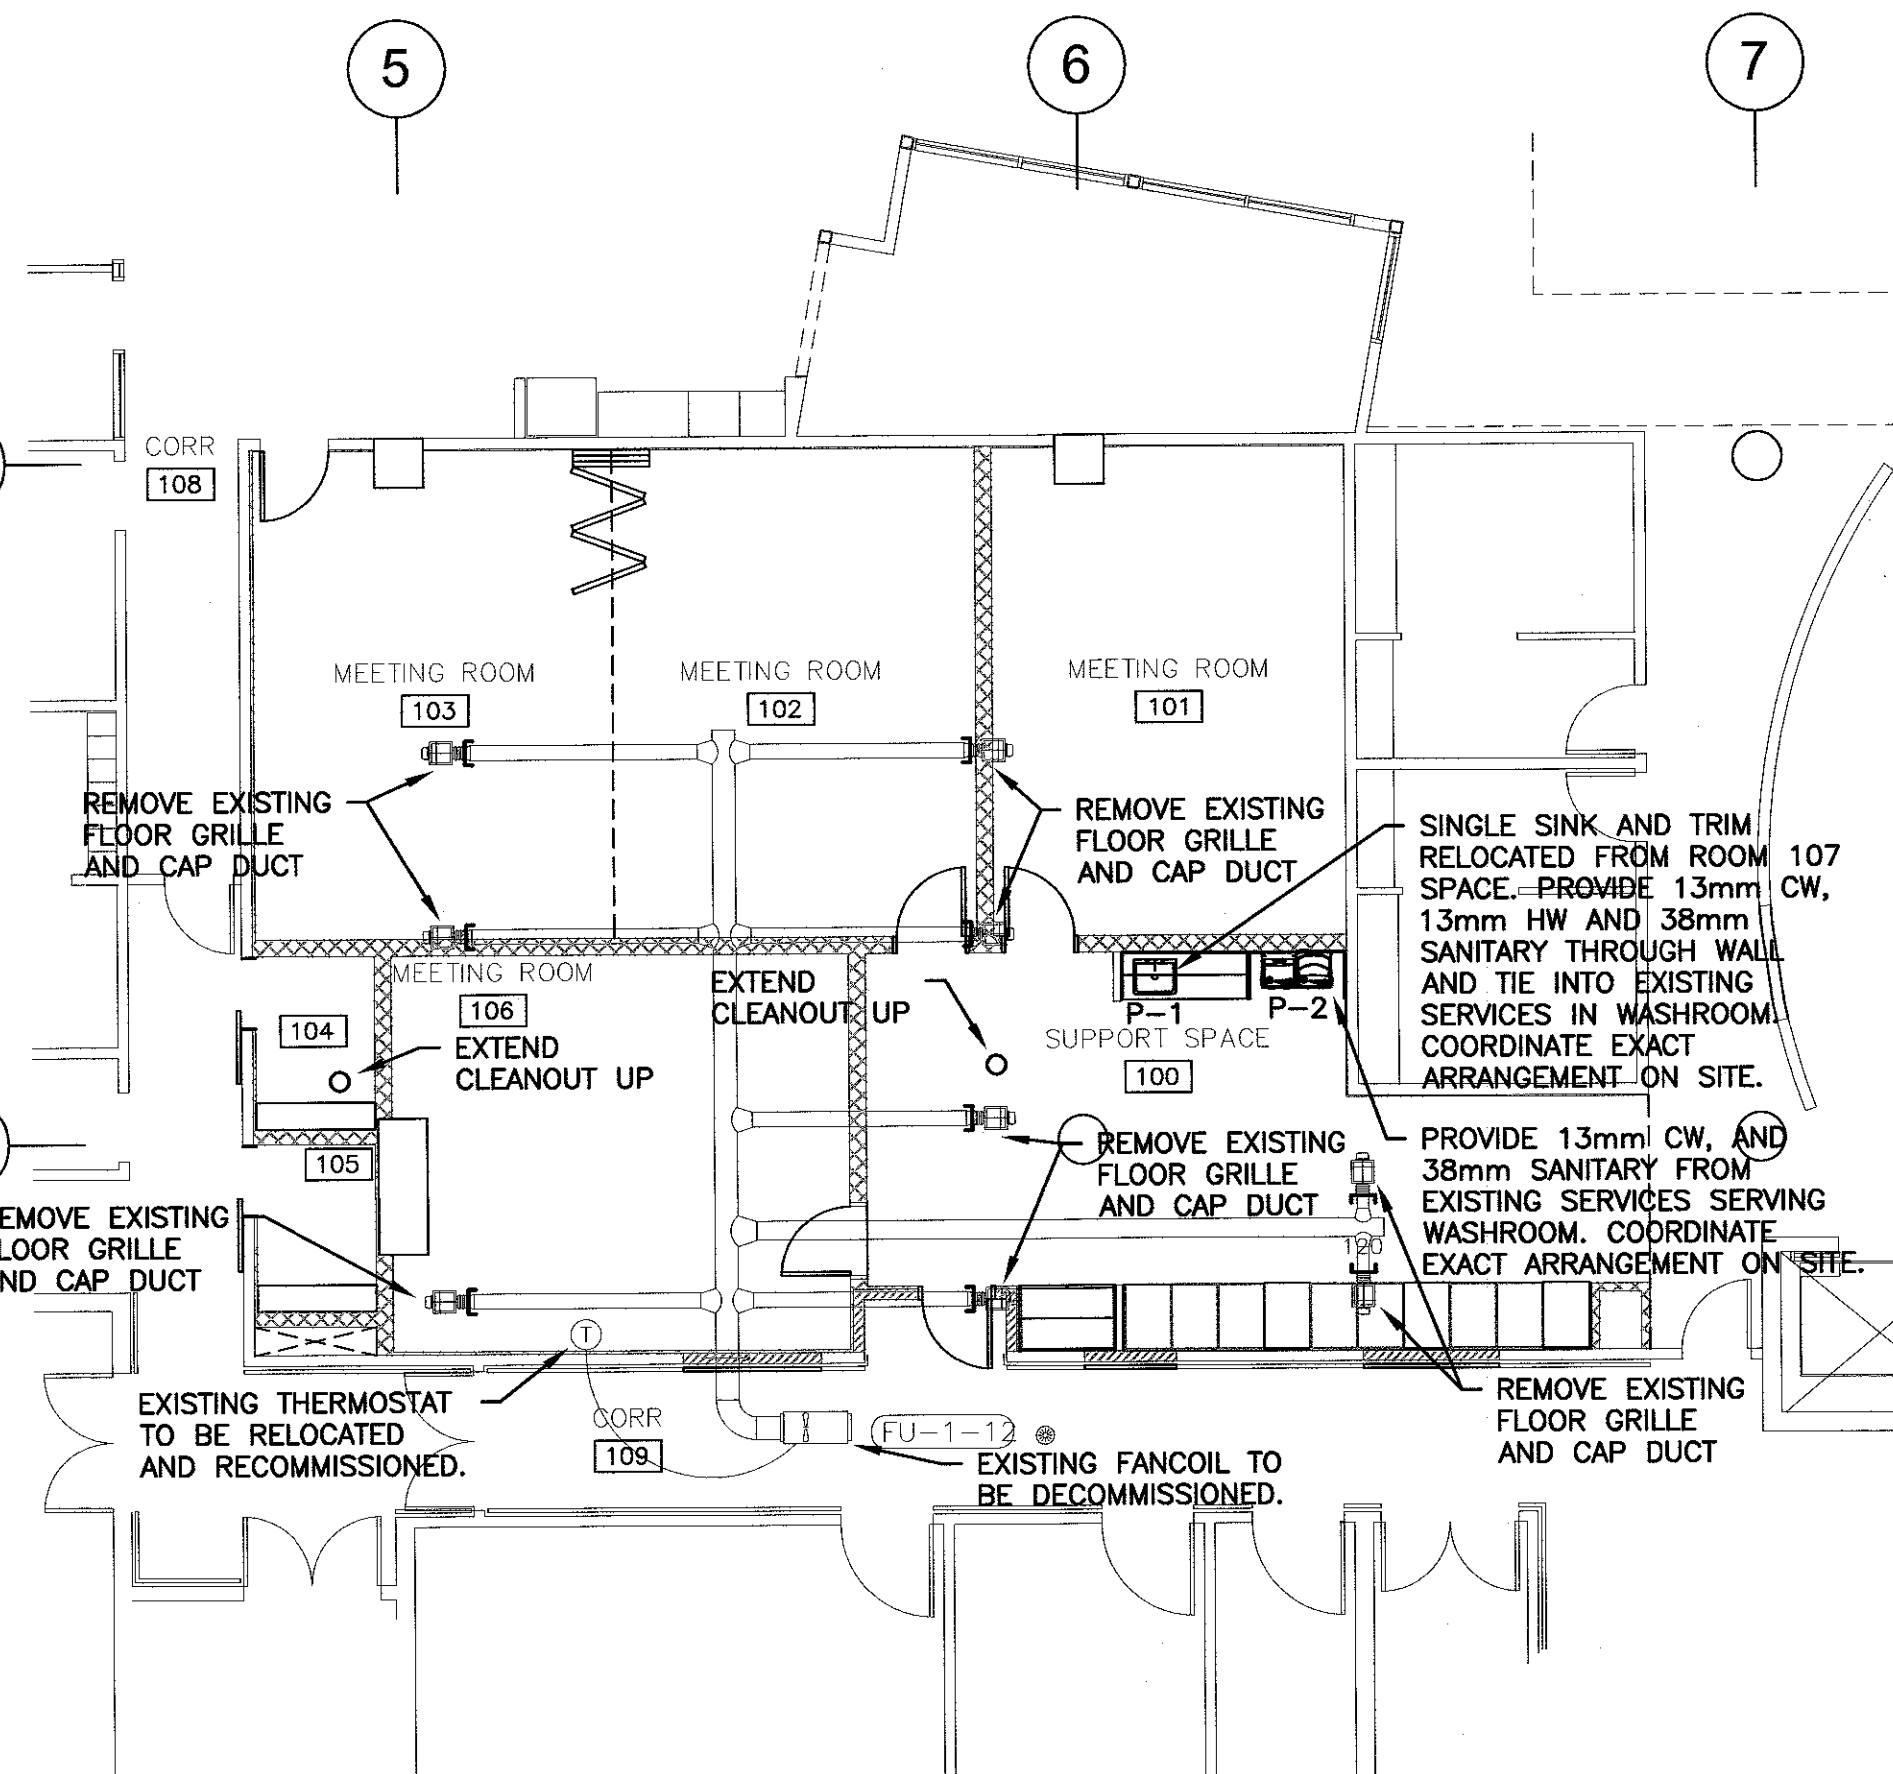 5
6
7
CORR
108
MEETING ROOM
103
MEETING ROOM
102
MEETING ROOM
101
REMOVE EXISTING
FLOOR GRILLE
AND CAP DUCT
REMOVE EXISTING
FLOOR GRILLE
AND CAP DUCT
SINGLE SINK AND TRIM
RELOCATED FROM ROOM 107
SPACE. PROVIDE 13mm CW,
13mm HW AND 38mm
SANITARY THROUGH WALL
AND TIE INTO EXISTING
SERVICES IN WASHROOM.
COORDINATE EXACT
ARRANGEMENT ON SITE.
MEETING ROOM
106
EXTEND
CLEANOUT UP
P-1
P-2
104
EXTEND
CLEANOUT UP
SUPPORT SPACE
100
105
REMOVE EXISTING
FLOOR GRILLE
AND CAP DUCT
PROVIDE 13mm CW, AND
38mm SANITARY FROM
EXISTING SERVICES SERVING
WASHROOM. COORDINATE
EXACT ARRANGEMENT ON SITE.
EMOVE EXISTING
LOOR GRILLE
ND CAP DUCT
120
T
EXISTING THERMOSTAT
TO BE RELOCATED
AND RECOMMISSIONED.
CORR
109
FU-1-12
EXISTING FANCOIL TO
BE DECOMMISSIONED.
REMOVE EXISTING
FLOOR GRILLE
AND CAP DUCT